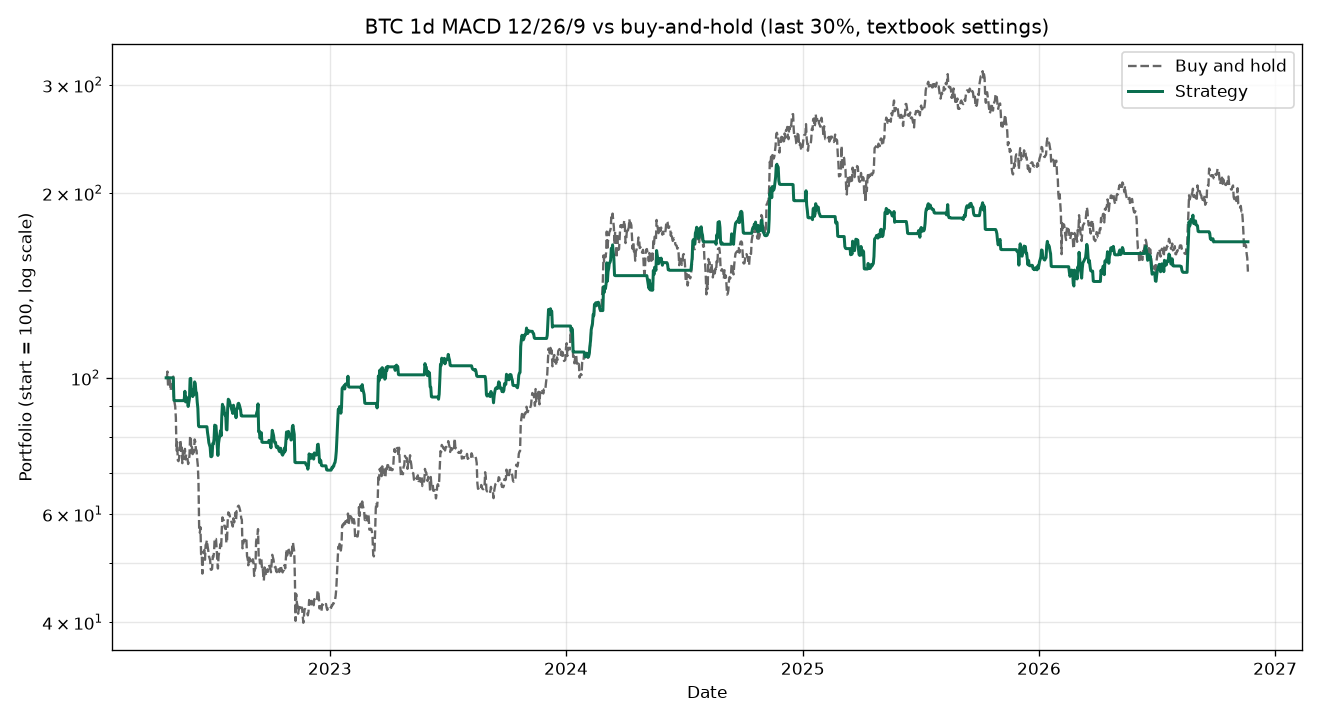 BTC 1d MACD 12/26/9 vs buy-and-hold (last 30%, textbook settings)
Buy and hold
Strategy
Portfolio (start = 100, log scale)
3 × 10²
2 × 10²
10²
6 × 10¹
4 × 10¹
2023
2024
2025
2026
2027
Date